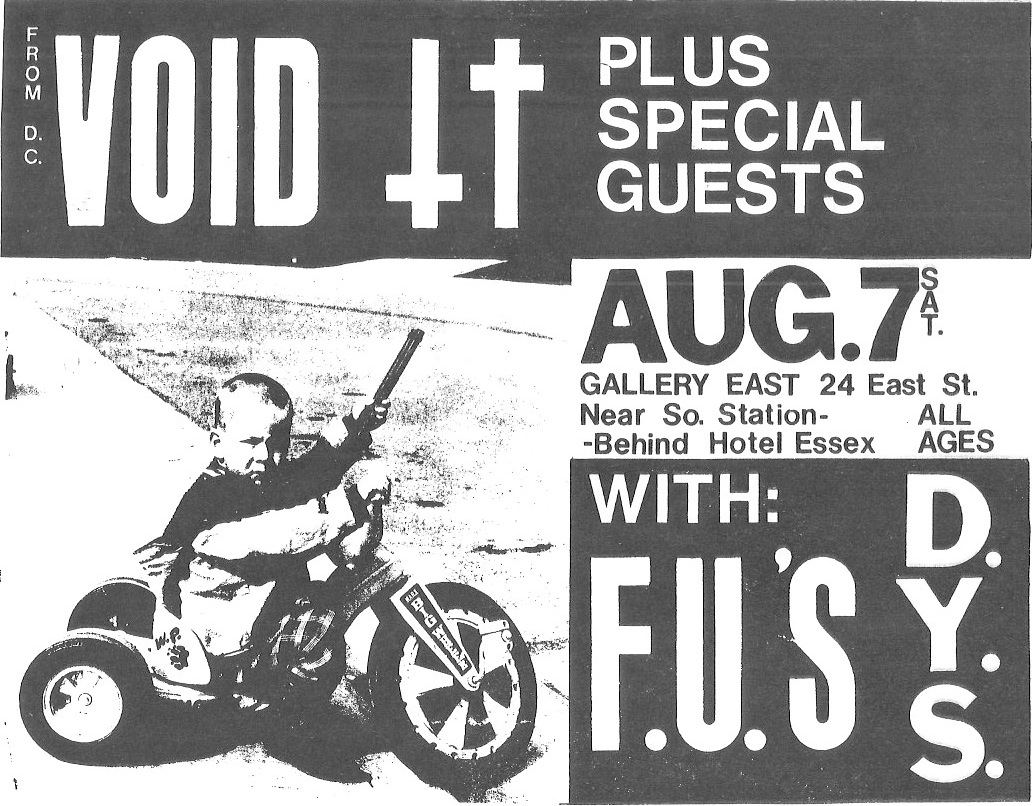 FROM D.C.
VOID
PLUS
SPECIAL
GUESTS
AUG.7
SAT.
GALLERY EAST 24 East St.
Near So. Station-
-Behind Hotel Essex
ALL
AGES
WITH:
F.U.'S
D.Y.S.
W.P.
BIG